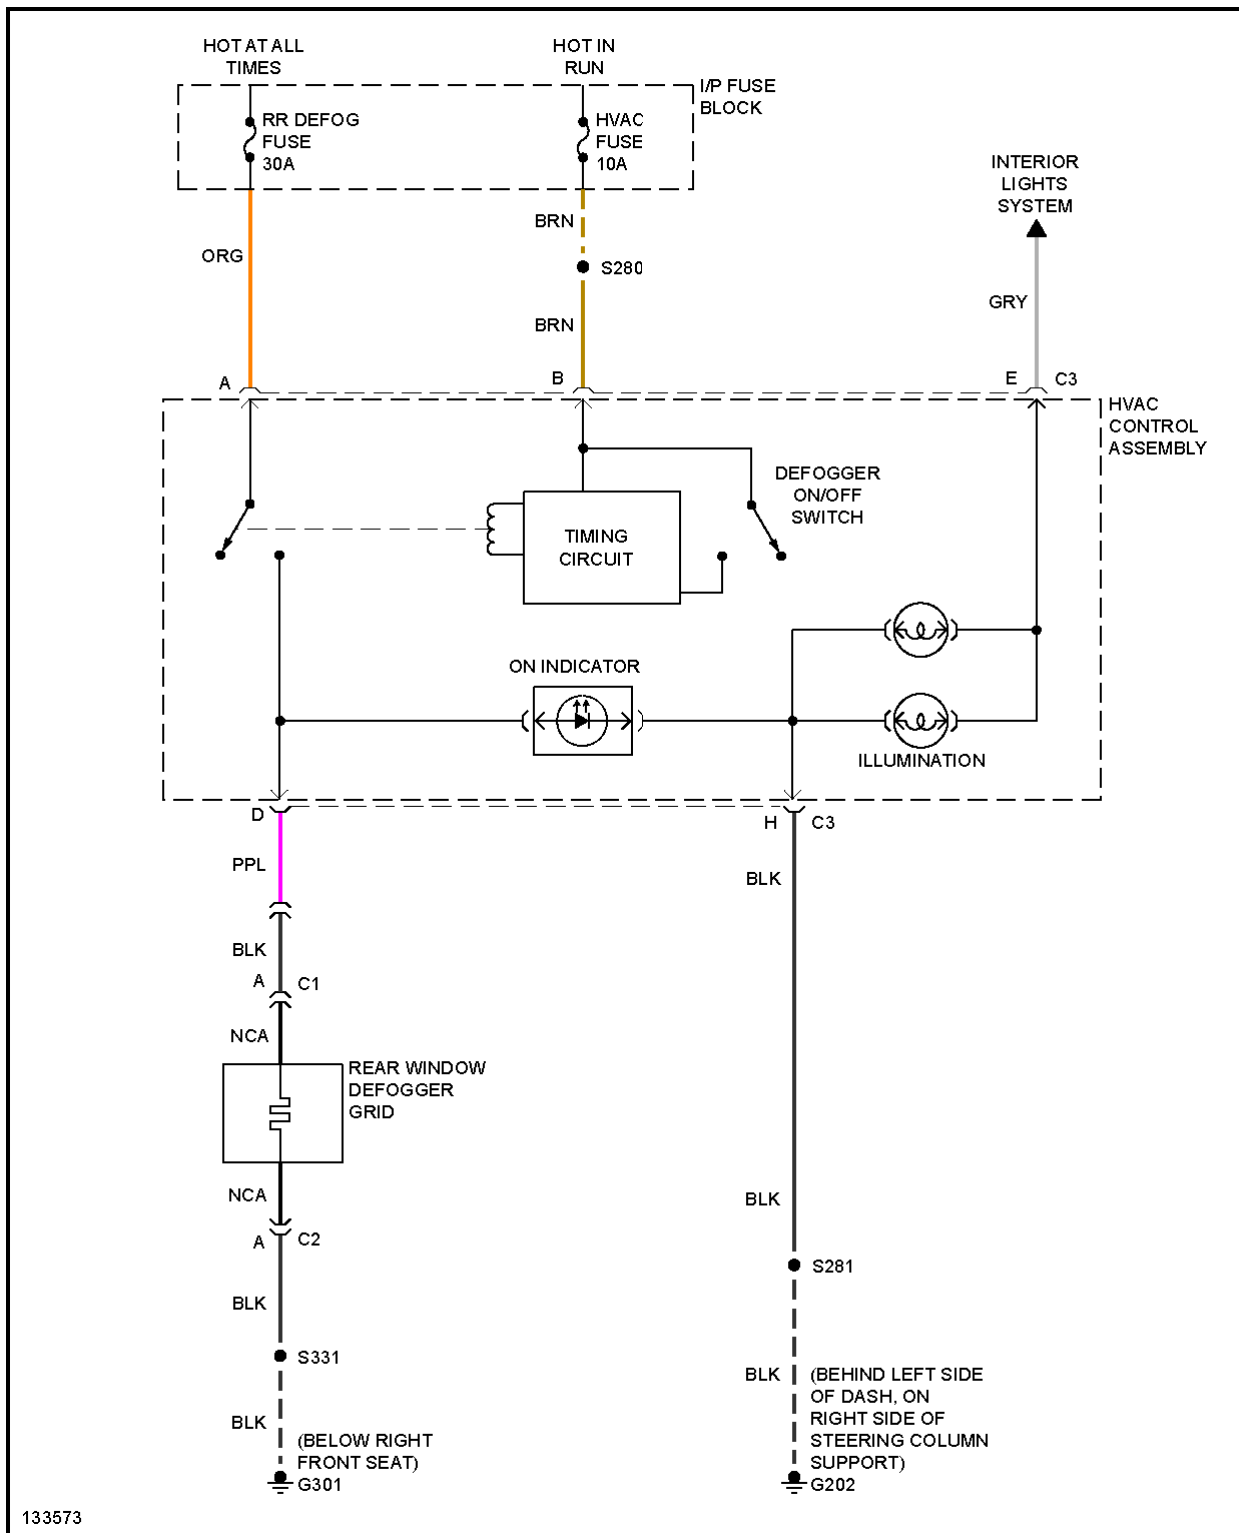 HOT AT ALL
TIMES
HOT IN
RUN
I/P FUSE
BLOCK
RR DEFOG
FUSE
30A
HVAC
FUSE
10A
INTERIOR
LIGHTS
SYSTEM
BRN
ORG
S280
GRY
BRN
A
B
E
C3
HVAC
CONTROL
ASSEMBLY
DEFOGGER
ON/OFF
SWITCH
TIMING
CIRCUIT
ON INDICATOR
ILLUMINATION
D
H
C3
PPL
BLK
BLK
A
C1
NCA
REAR WINDOW
DEFOGGER
GRID
NCA
BLK
A
C2
S281
BLK
S331
BLK
(BEHIND LEFT SIDE
OF DASH, ON
RIGHT SIDE OF
STEERING COLUMN
SUPPORT)
G202
BLK
(BELOW RIGHT
FRONT SEAT)
G301
133573